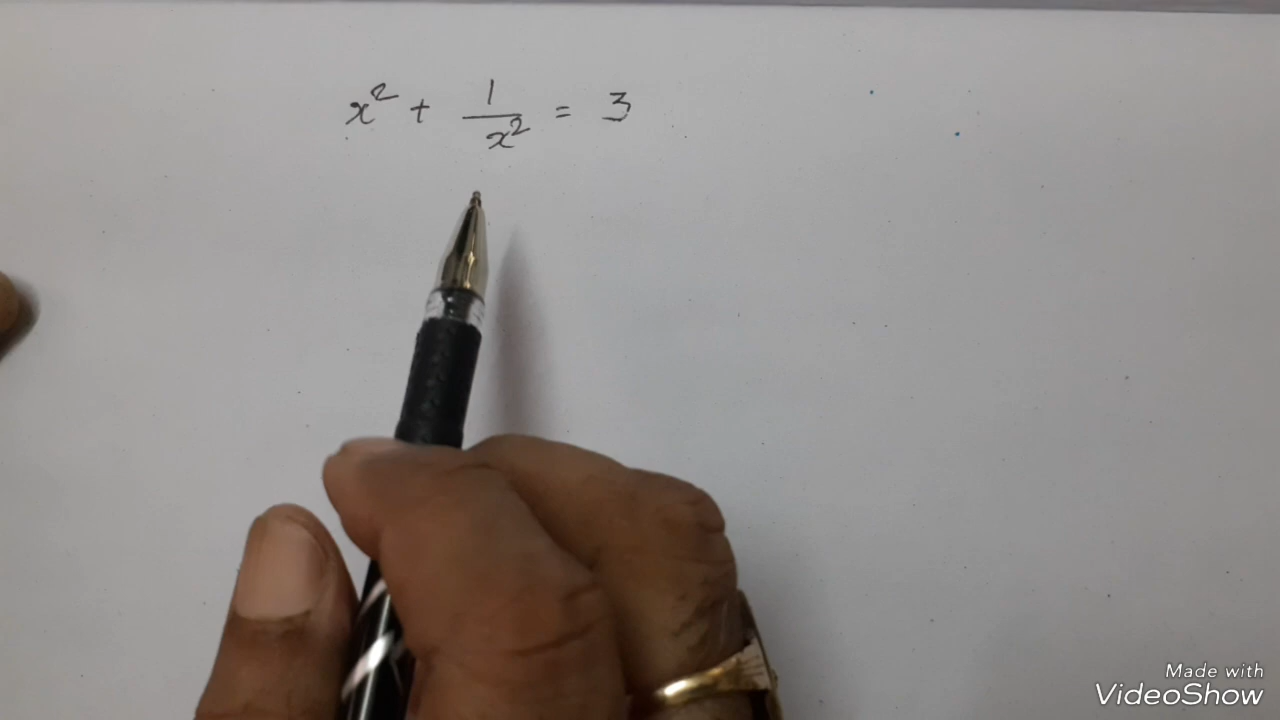 x² + 1/x² = 3
Made with
VideoShow